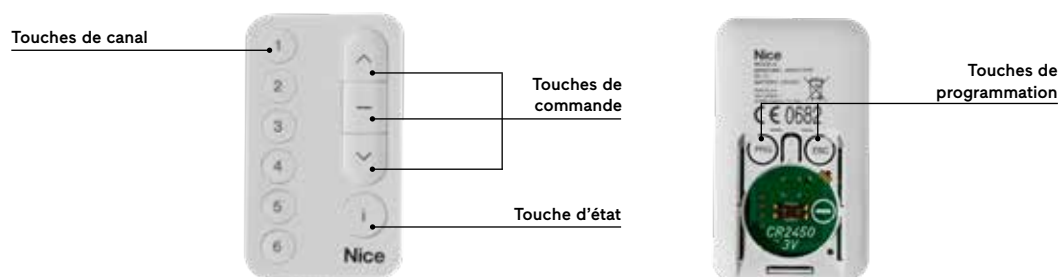 Touches de canal
1
2
3
4
5
6
Touches de
commande
i
Touche d’état
Nice
Nice
CE 0682
PRG
ESC
CR2450
3V
Touches de
programmation